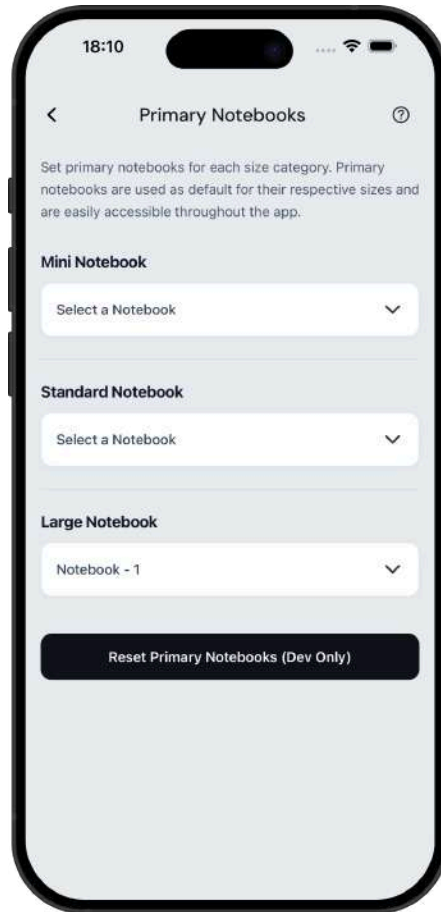 18:10
Primary Notebooks
Set primary notebooks for each size category. Primary
notebooks are used as default for their respective sizes and
are easily accessible throughout the app.
Mini Notebook
Select a Notebook
Standard Notebook
Select a Notebook
Large Notebook
Notebook - 1
Reset Primary Notebooks (Dev Only)